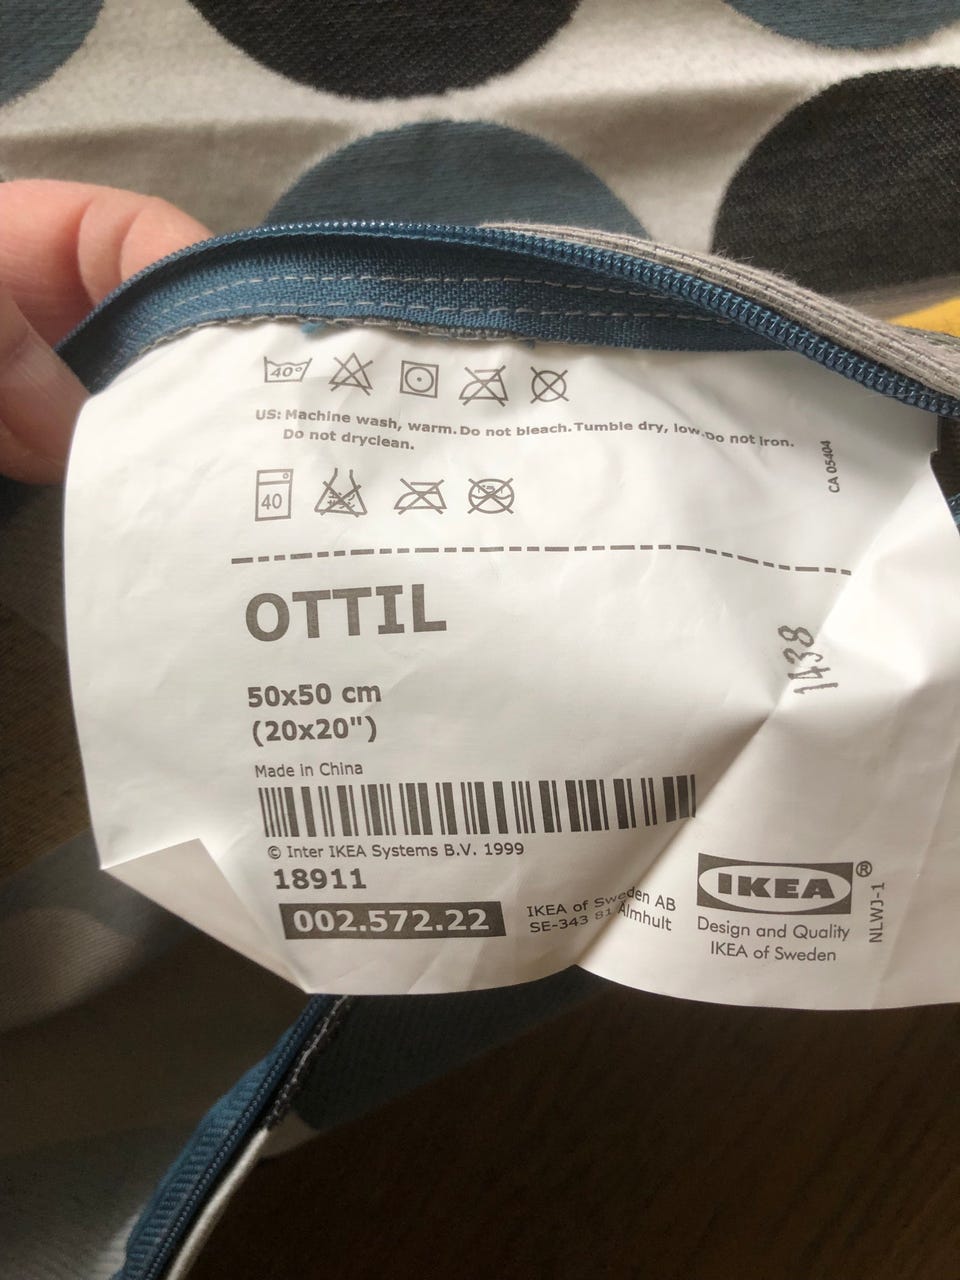 40°
US: Machine wash, warm. Do not bleach. Tumble dry, low. Do not iron.
Do not dryclean.
CA 05404
40
OTTIL
1438
50x50 cm
(20x20")
Made in China
© Inter IKEA Systems B.V. 1999
18911
002.572.22
IKEA of Sweden AB
SE-343 81 Älmhult
IKEA®
Design and Quality
IKEA of Sweden
NLWJ-1